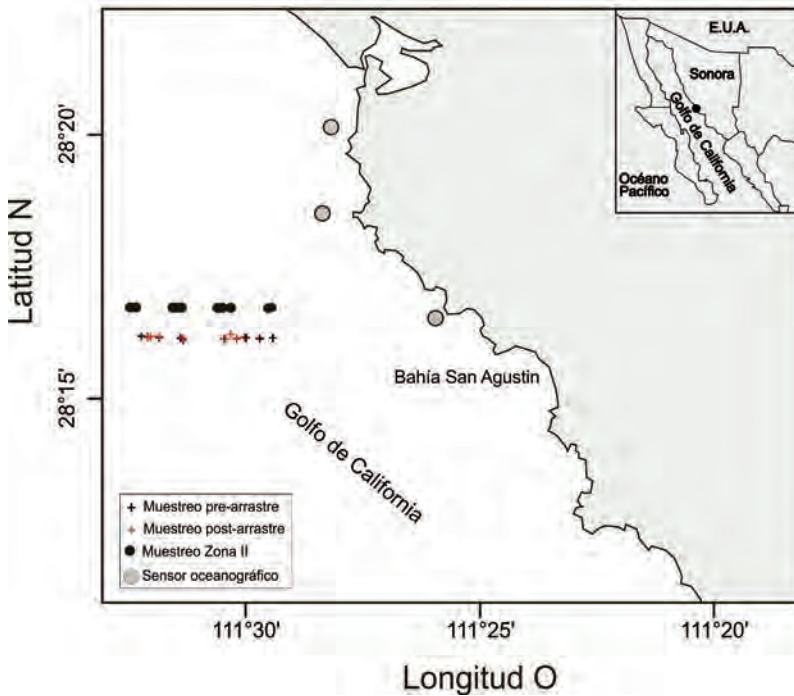 E.U.A.
Sonora
Golfo de California
Océano
Pacífico
28°20'
28°15'
Latitud N
Bahía San Agustin
Golfo de California
Muestreo pre-arrastre
Muestreo post-arrastre
Muestreo Zona II
Sensor oceanográfico
111°30'
111°25'
111°20'
Longitud O